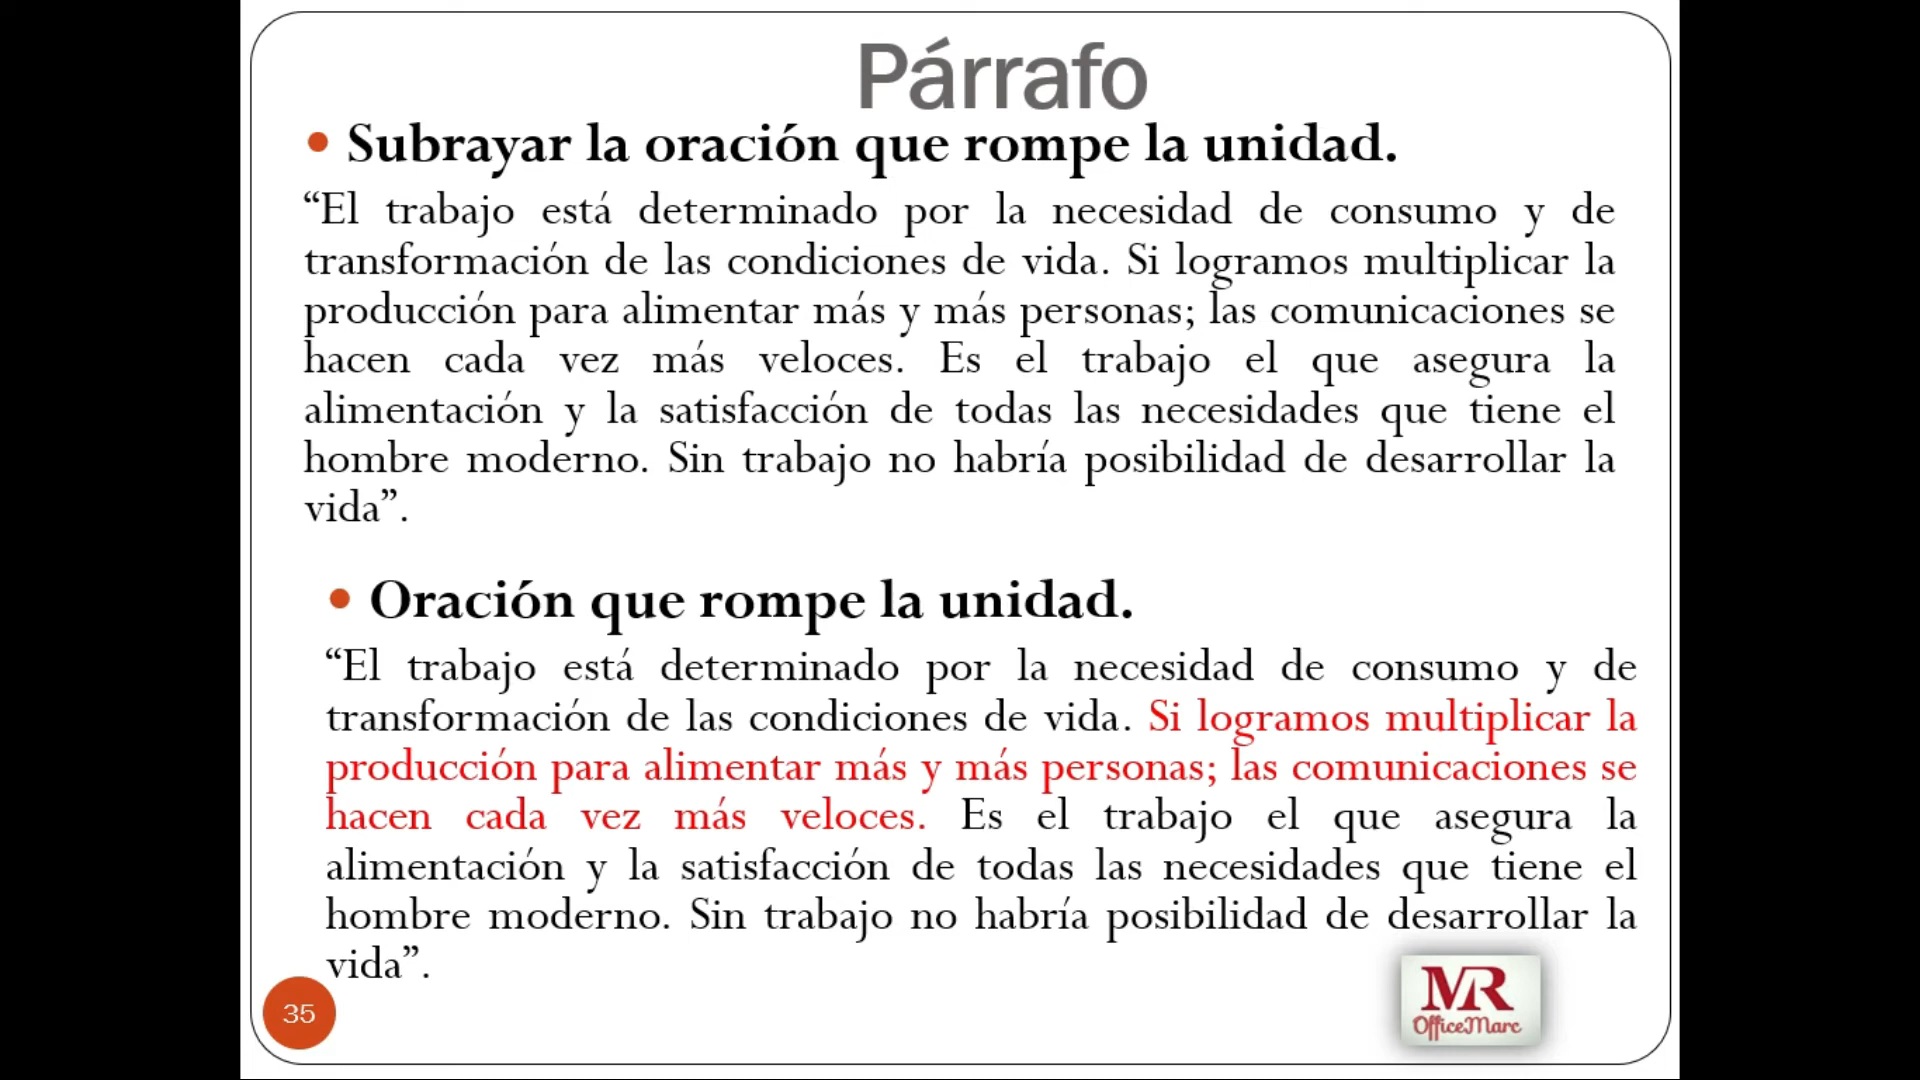 Párrafo
• Subrayar la oración que rompe la unidad.
“El trabajo está determinado por la necesidad de consumo y de
transformación de las condiciones de vida. Si logramos multiplicar la
producción para alimentar más y más personas; las comunicaciones se
hacen cada vez más veloces. Es el trabajo el que asegura la
alimentación y la satisfacción de todas las necesidades que tiene el
hombre moderno. Sin trabajo no habría posibilidad de desarrollar la
vida”.
• Oración que rompe la unidad.
“El trabajo está determinado por la necesidad de consumo y de
transformación de las condiciones de vida. Si logramos multiplicar la
producción para alimentar más y más personas; las comunicaciones se
hacen cada vez más veloces. Es el trabajo el que asegura la
alimentación y la satisfacción de todas las necesidades que tiene el
hombre moderno. Sin trabajo no habría posibilidad de desarrollar la
vida”.
35
MR
OfficeMarc